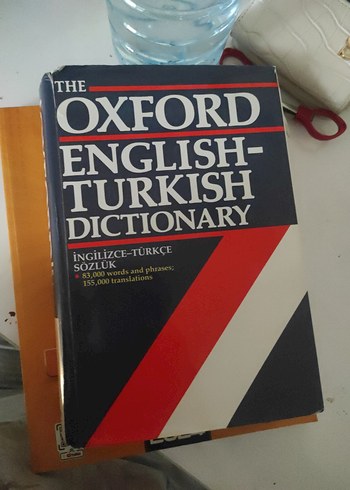 THE
OXFORD
ENGLISH-
TURKISH
DICTIONARY
İNGİLİZCE–TÜRKÇE
SÖZLÜK
• 83,000 words and phrases;
155,000 translations